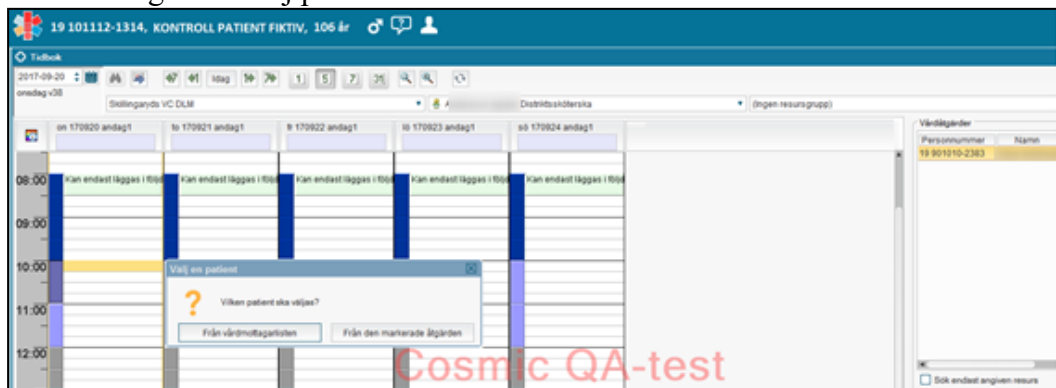 19 101112-1314, KONTROLL PATIENT FIKTIV, 106 år
Tidbok
2017-09-20 Idag 1 5 7 31
onsdag v38
Skillingaryds VC DLM Distriktssköterska (Ingen resursgrupp)
on 170920 andag1 to 170921 andag1 fr 170922 andag1 lö 170923 andag1 sö 170924 andag1
Vårdåtgärder
Personnummer Namn
19 901010-2383
08:00 Kan endast läggas i följd Kan endast läggas i följd Kan endast läggas i följd Kan endast läggas i följd Kan endast läggas i följd
09:00
10:00
Välj en patient
Vilken patient ska väljas?
11:00
Från vårdmottagarlisten Från den markerade åtgärden
12:00
Cosmic QA-test
Sök endast angiven resurs